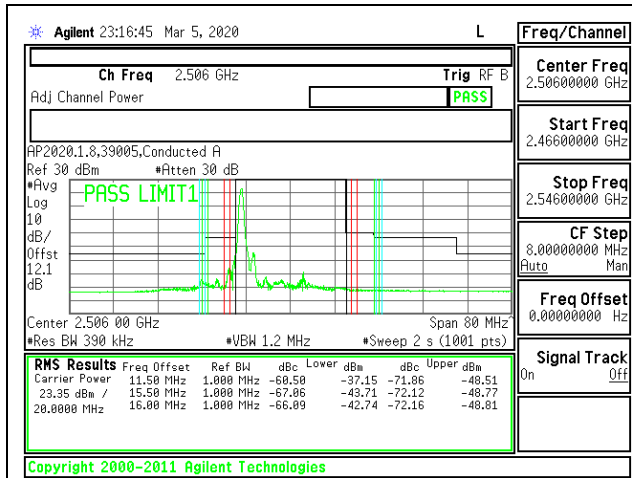 Agilent 23:16:45 Mar 5, 2020 L
Ch Freq 2.506 GHz Trig RF B
Adj Channel Power PASS
AP2020.1.8,39005,Conducted A
Ref 30 dBm #Atten 30 dB
#Avg
Log
10
dB/
Offst
12.1
dB
PASS LIMIT1
Center 2.506 00 GHz Span 80 MHz^
#Res BW 390 kHz #VBW 1.2 MHz #Sweep 2 s (1001 pts)
RMS Results Freq Offset Ref BW dBc Lower dBm dBc Upper dBm
Carrier Power 11.50 MHz 1.000 MHz -60.50 -37.15 -71.86 -48.51
23.35 dBm / 15.50 MHz 1.000 MHz -67.06 -43.71 -72.12 -48.77
20.0000 MHz 16.00 MHz 1.000 MHz -66.09 -42.74 -72.16 -48.81
Copyright 2000-2011 Agilent Technologies
Freq/Channel
Center Freq
2.50600000 GHz
Start Freq
2.46600000 GHz
Stop Freq
2.54600000 GHz
CF Step
8.00000000 MHz
Auto Man
Freq Offset
0.00000000 Hz
Signal Track
On Off